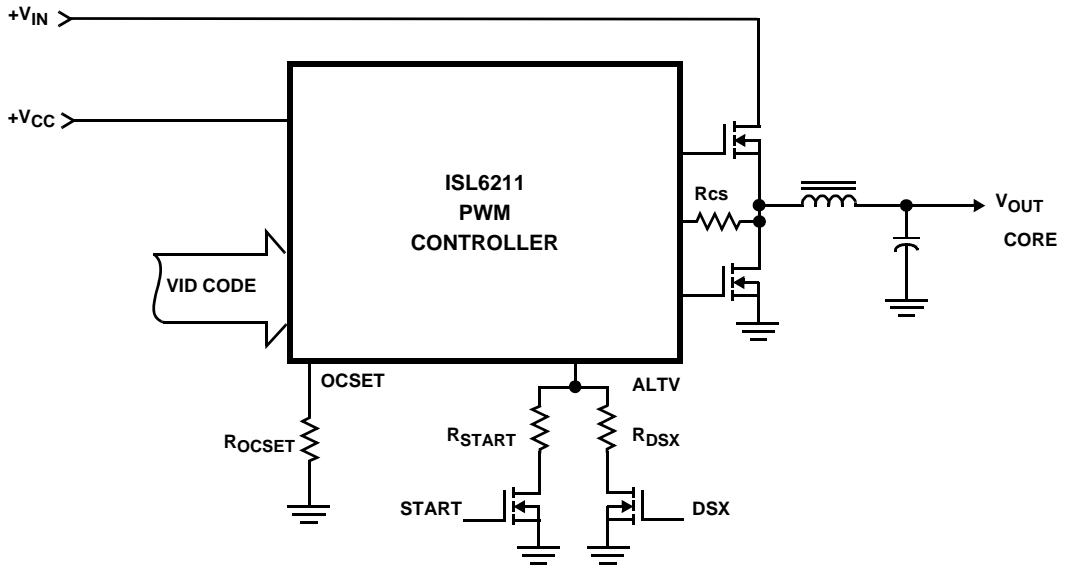 +VIN
+VCC
ISL6211
PWM
CONTROLLER
Rcs
VOUT
CORE
VID CODE
OCSET
ALTV
ROCSET
RSTART
RDSX
START
DSX